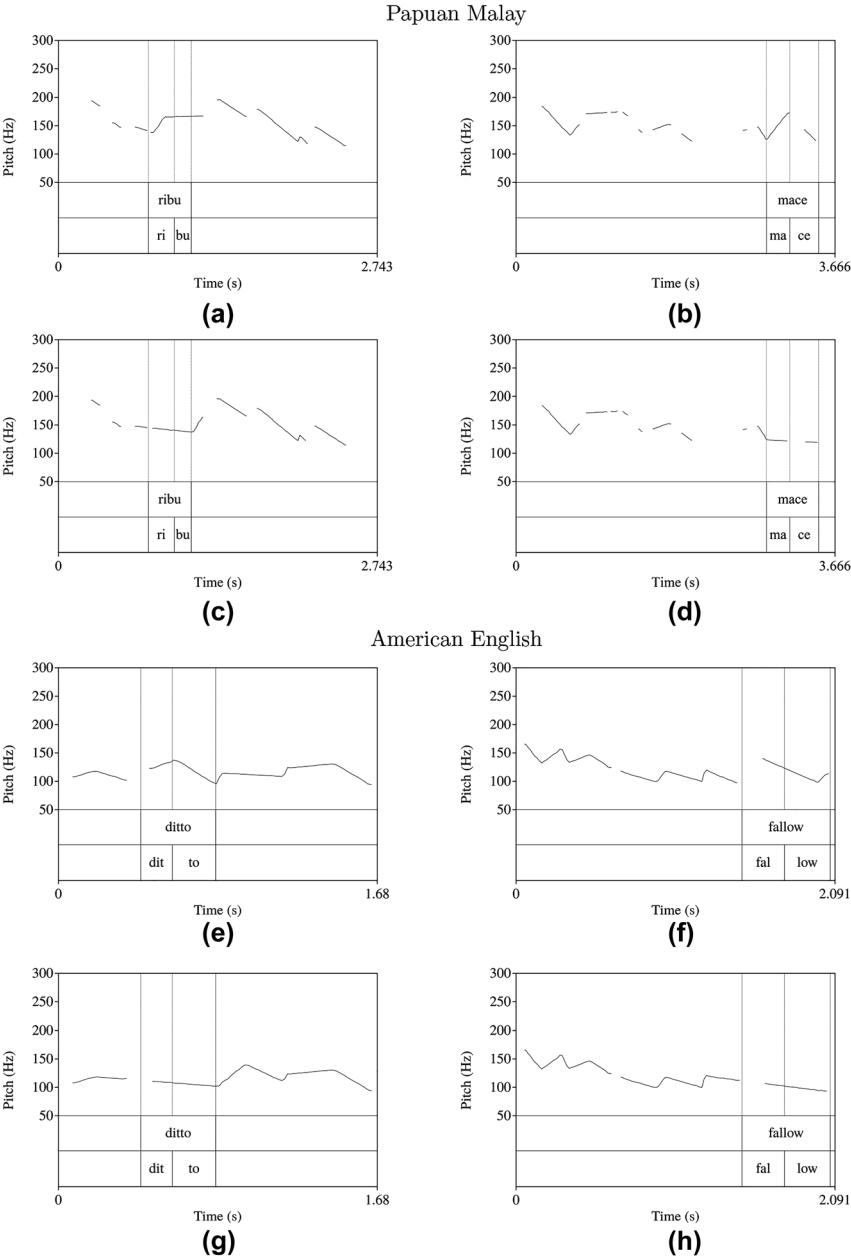 Papuan Malay
300
250
200
150
100
50
Pitch (Hz)
ribu
ri bu
0 2.743
Time (s)
(a)
300
250
200
150
100
50
Pitch (Hz)
mace
ma ce
0 3.666
Time (s)
(b)
300
250
200
150
100
50
Pitch (Hz)
ribu
ri bu
0 2.743
Time (s)
(c)
300
250
200
150
100
50
Pitch (Hz)
mace
ma ce
0 3.666
Time (s)
(d)
American English
300
250
200
150
100
50
Pitch (Hz)
ditto
dit to
0 1.68
Time (s)
(e)
300
250
200
150
100
50
Pitch (Hz)
fallow
fal low
0 2.091
Time (s)
(f)
300
250
200
150
100
50
Pitch (Hz)
ditto
dit to
0 1.68
Time (s)
(g)
300
250
200
150
100
50
Pitch (Hz)
fallow
fal low
0 2.091
Time (s)
(h)